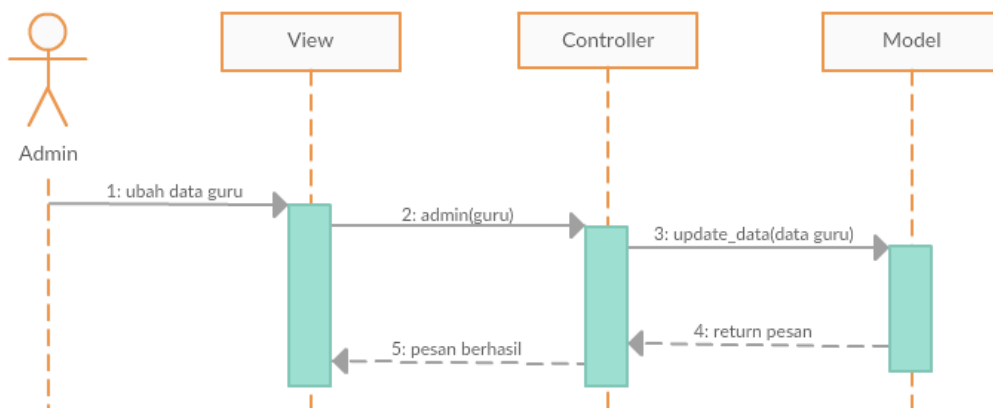 View
Controller
Model
Admin
1: ubah data guru
2: admin(guru)
3: update_data(data guru)
4: return pesan
5: pesan berhasil